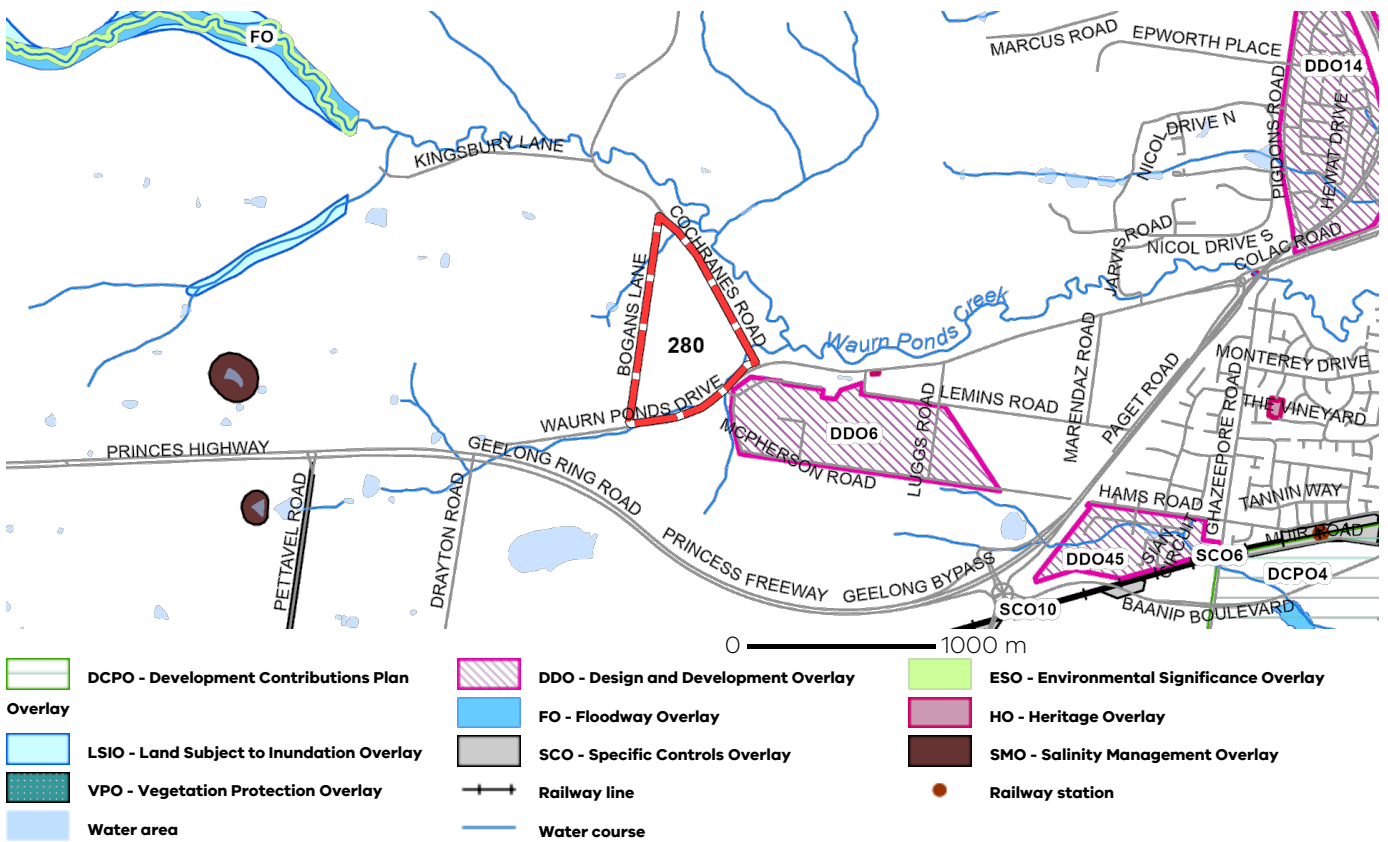 FO
MARCUS ROAD
EPWORTH PLACE
DDO14
KINGSBURY LANE
NICOL DRIVE N
PIGDONS ROAD
HEWAT DRIVE
COCHRANES ROAD
JARVIS ROAD
NICOL DRIVE S
COLAC ROAD
BOGANS LANE
280
Waurn Ponds Creek
MONTEREY DRIVE
WAURN PONDS DRIVE
LEMINS ROAD
MARENDAZ ROAD
PAGET ROAD
GHAZEEPORE ROAD
THE VINEYARD
PRINCES HIGHWAY
GEELONG RING ROAD
MCPHERSON ROAD
DDO6
LUGGS ROAD
HAMS ROAD
TANNIN WAY
PETTAVEL ROAD
DRAYTON ROAD
PRINCESS FREEWAY
GEELONG BYPASS
DDO45
SIAM CIRCUIT
SCO6
MUIR ROAD
DCPO4
SCO10
BAANIP BOULEVARD
0 1000 m
DCPO - Development Contributions Plan
Overlay
DDO - Design and Development Overlay
ESO - Environmental Significance Overlay
FO - Floodway Overlay
HO - Heritage Overlay
LSIO - Land Subject to Inundation Overlay
SCO - Specific Controls Overlay
SMO - Salinity Management Overlay
VPO - Vegetation Protection Overlay
Railway line
Railway station
Water area
Water course